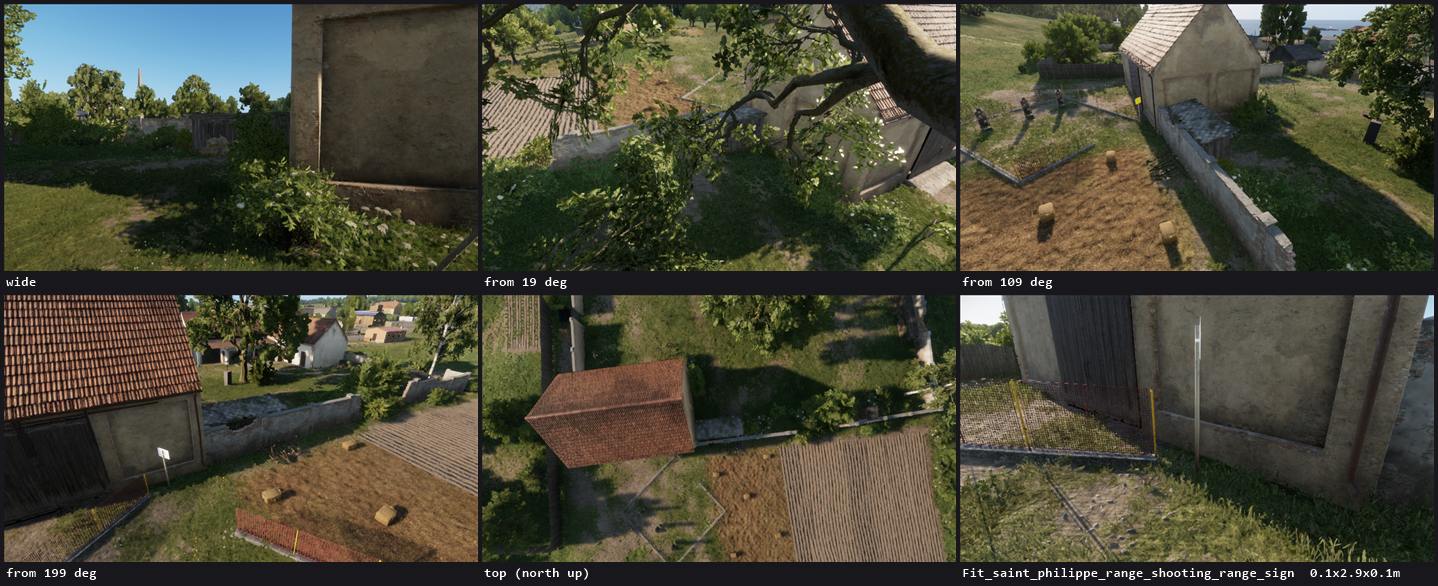 wide
from 19 deg
from 109 deg
from 199 deg
top (north up)
Fit_saint_philippe_range_shooting_range_sign 0.1x2.9x0.1m